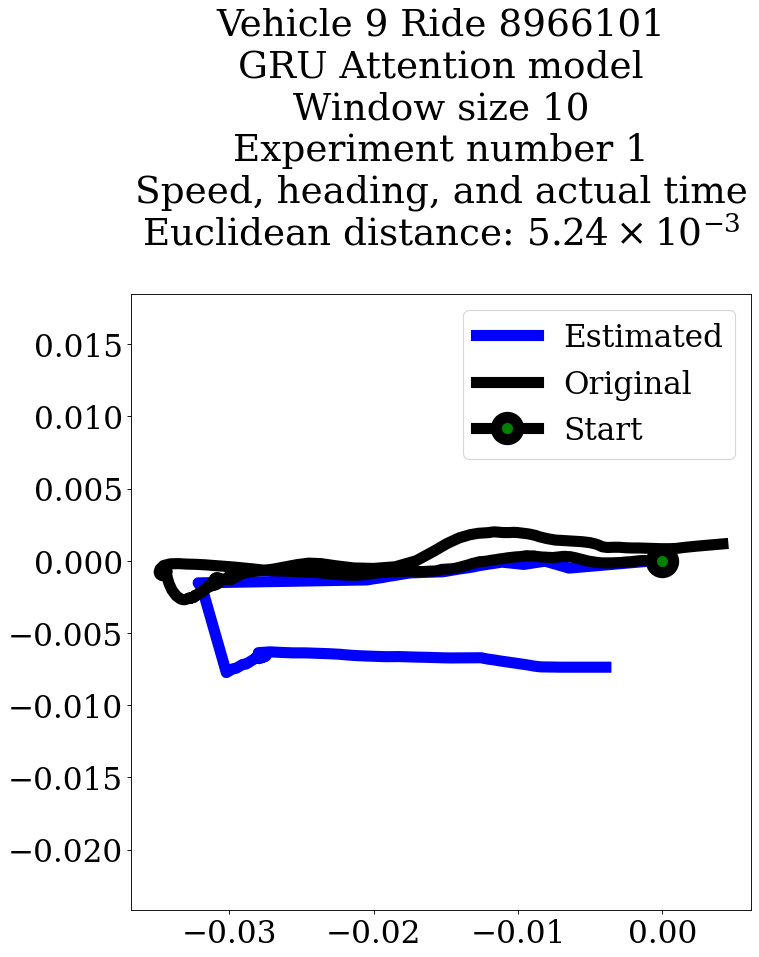 Vehicle 9 Ride 8966101
GRU Attention model
Window size 10
Experiment number 1
Speed, heading, and actual time
Euclidean distance: 5.24 × 10⁻³
Estimated
Original
Start
0.015
0.010
0.005
0.000
−0.005
−0.010
−0.015
−0.020
−0.03
−0.02
−0.01
0.00